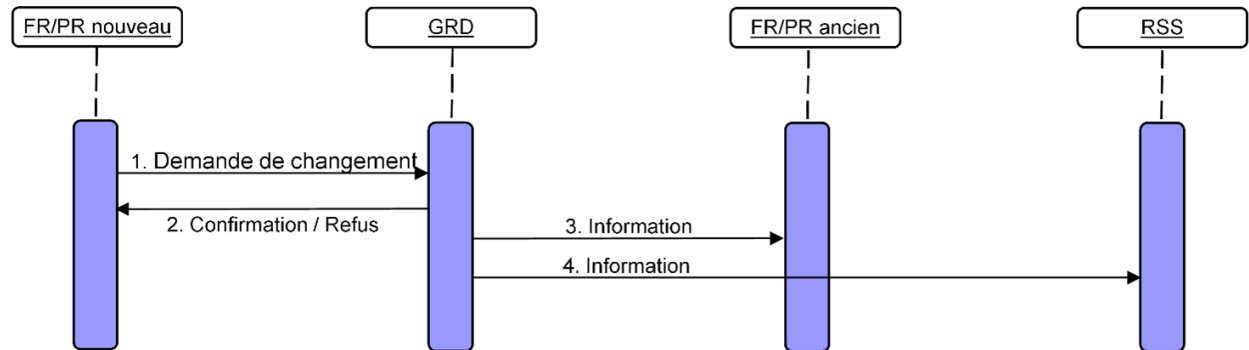 FR/PR nouveau
GRD
FR/PR ancien
RSS
1. Demande de changement
2. Confirmation / Refus
3. Information
4. Information